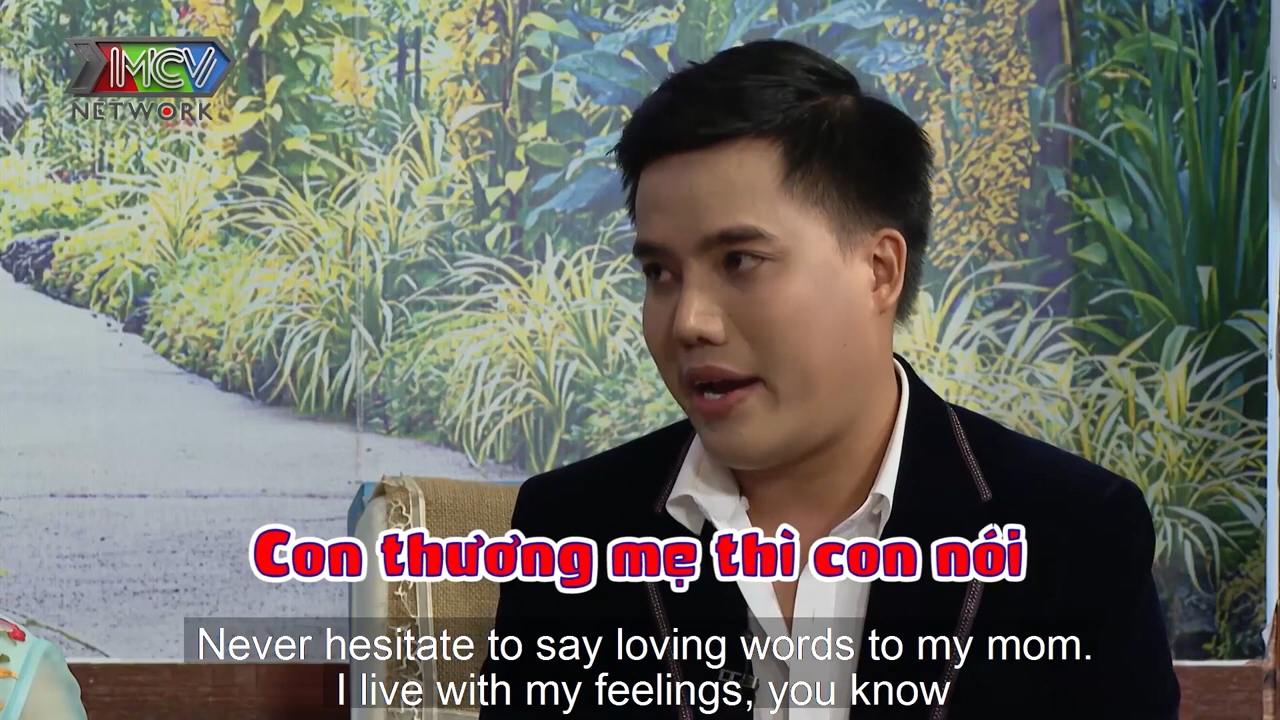 MCV
NETWORK
Con thương mẹ thì con nói
Never hesitate to say loving words to my mom.
I live with my feelings, you know